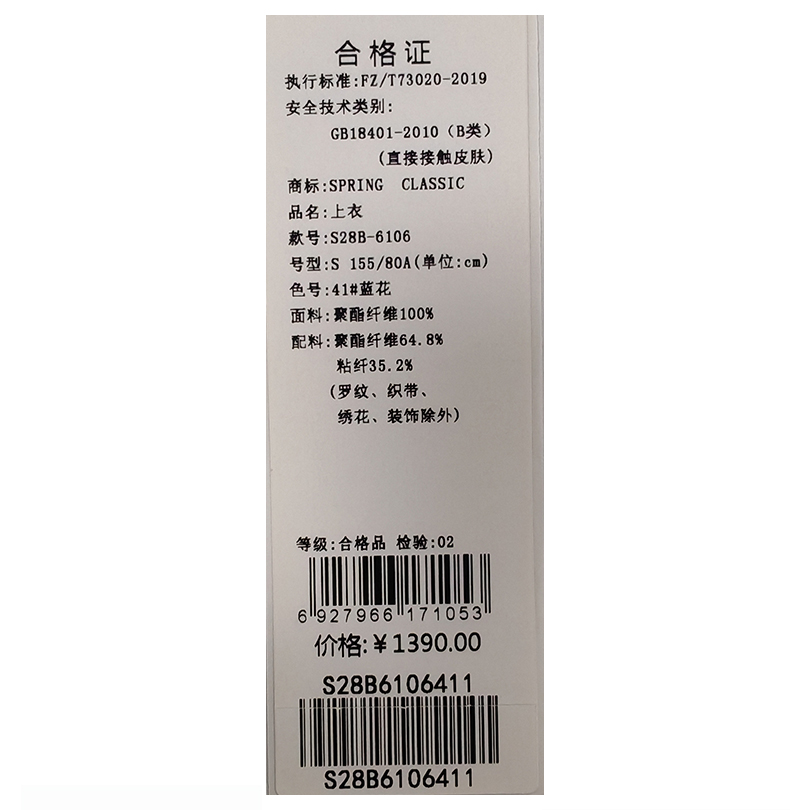 合格证
执行标准:FZ/T73020-2019
安全技术类别:
GB18401-2010（B类）
(直接接触皮肤)
商标:SPRING CLASSIC
品名:上衣
款号:S28B-6106
号型:S 155/80A(单位:cm)
色号:41#蓝花
面料:聚酯纤维100%
配料:聚酯纤维64.8%
粘纤35.2%
(罗纹、织带、
绣花、装饰除外)
等级:合格品 检验:02
6 927966 171053
价格:￥1390.00
S28B6106411
S28B6106411